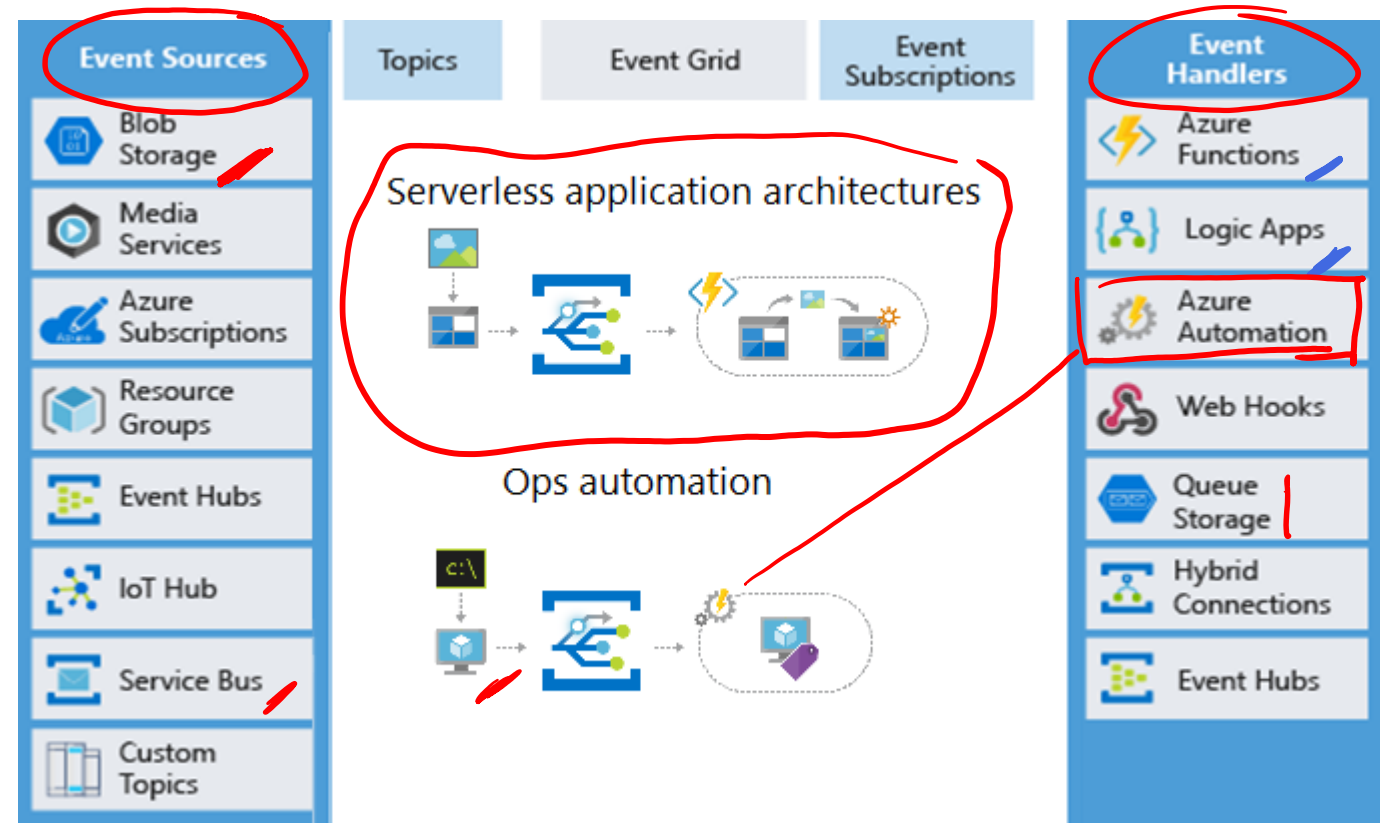 Event Sources
Blob
Storage
Media
Services
Azure
Subscriptions
Resource
Groups
Event Hubs
IoT Hub
Service Bus
Custom
Topics
Topics
Event Grid
Event
Subscriptions
Serverless application architectures
Ops automation
c:\
Event
Handlers
Azure
Functions
Logic Apps
Azure
Automation
Web Hooks
Queue
Storage
Hybrid
Connections
Event Hubs